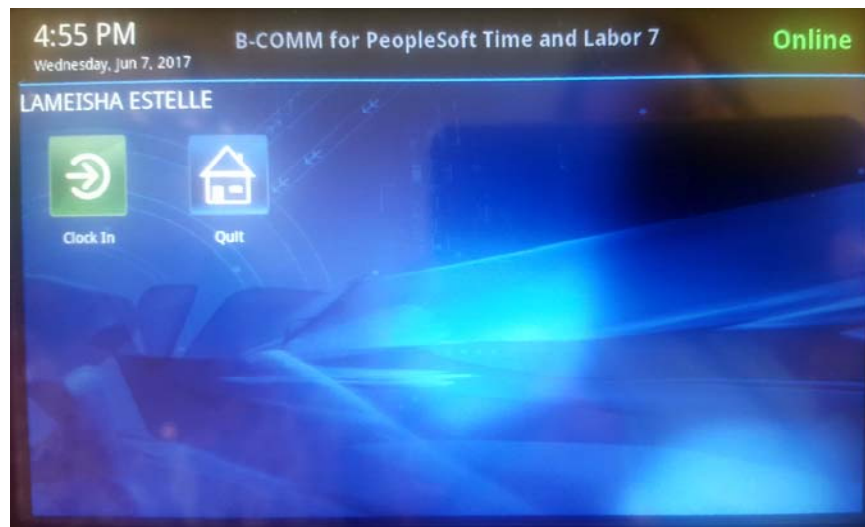 4:55 PM
B-COMM for PeopleSoft Time and Labor 7
Online
Wednesday, Jun 7, 2017
LAMEISHA ESTELLE
Clock In
Quit